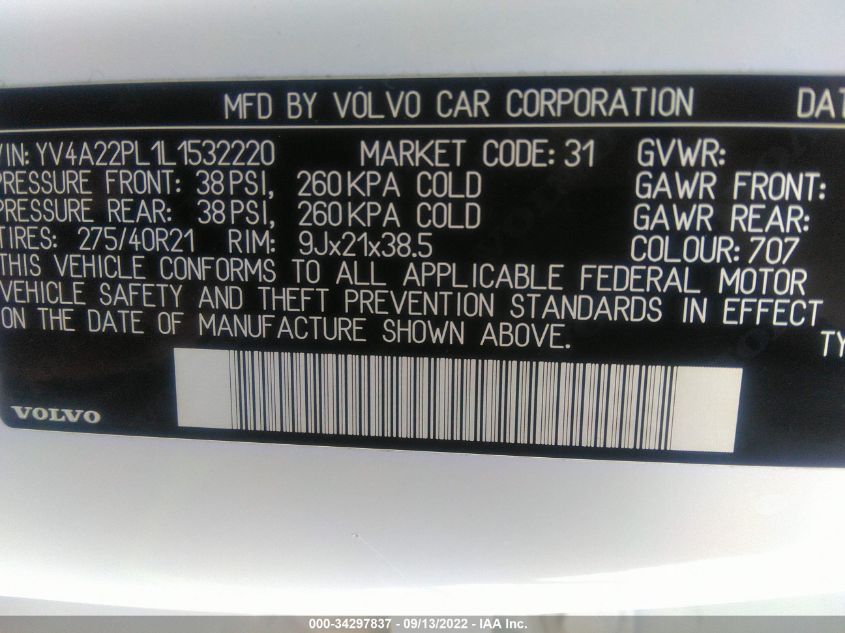 MFD BY VOLVO CAR CORPORATION DAT
VIN: YV4A22PL1L1532220 MARKET CODE: 31 GVWR:
PRESSURE FRONT: 38 PSI, 260 KPA COLD GAWR FRONT:
PRESSURE REAR: 38 PSI, 260 KPA COLD GAWR REAR:
TIRES: 275/40R21 RIM: 9Jx21x38.5 COLOUR: 707
THIS VEHICLE CONFORMS TO ALL APPLICABLE FEDERAL MOTOR
VEHICLE SAFETY AND THEFT PREVENTION STANDARDS IN EFFECT
ON THE DATE OF MANUFACTURE SHOWN ABOVE.
TY
VOLVO
000-34297837 - 09/13/2022 - IAA Inc.